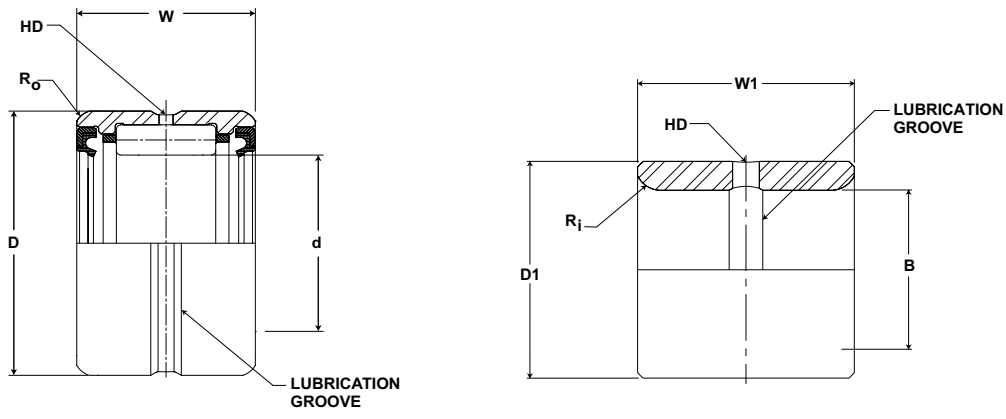 W
HD
Ro
D
d
LUBRICATION
GROOVE
W1
HD
LUBRICATION
GROOVE
Ri
D1
B